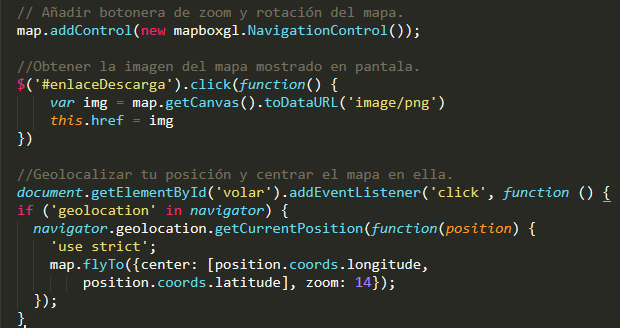 // Añadir botonera de zoom y rotación del mapa.
map.addControl(new mapboxgl.NavigationControl());
//Obtener la imagen del mapa mostrado en pantala.
$('#enlaceDescarga').click(function() {
var img = map.getCanvas().toDataURL('image/png')
this.href = img
})
//Geolocalizar tu posición y centrar el mapa en ella.
document.getElementById('volar').addEventListener('click', function () {
if ('geolocation' in navigator) {
navigator.geolocation.getCurrentPosition(function(position) {
'use strict';
map.flyTo({center: [position.coords.longitude,
position.coords.latitude], zoom: 14});
});
}